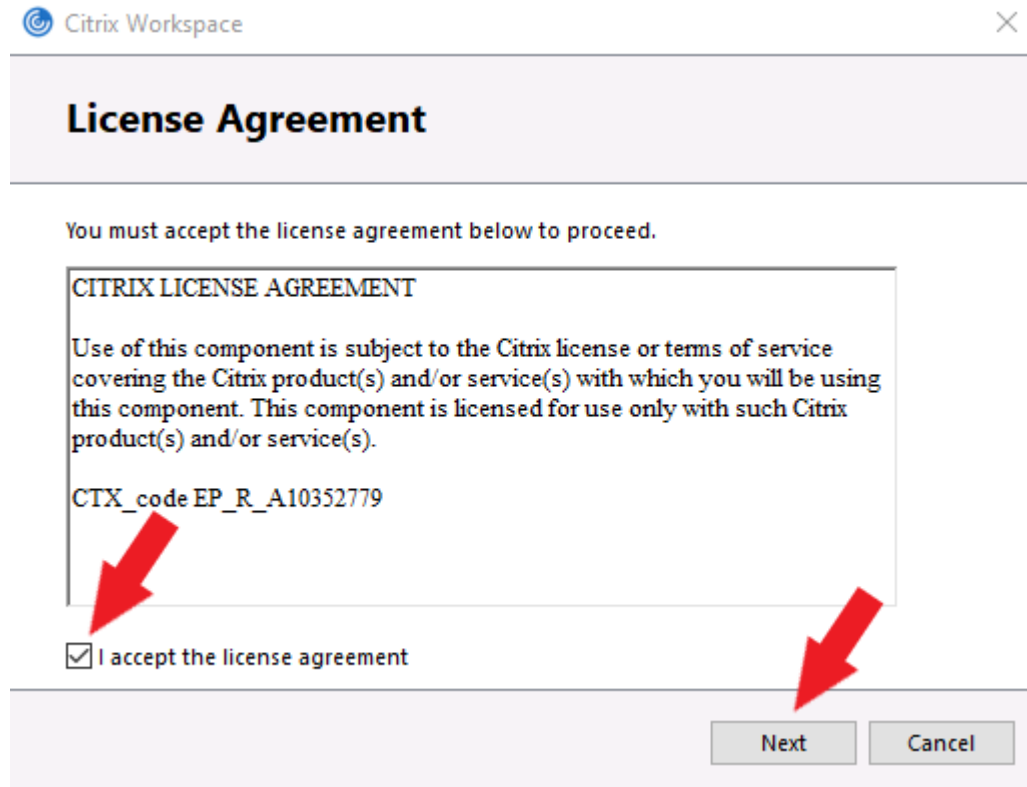 Citrix Workspace
License Agreement
You must accept the license agreement below to proceed.
CITRIX LICENSE AGREEMENT
Use of this component is subject to the Citrix license or terms of service
covering the Citrix product(s) and/or service(s) with which you will be using
this component. This component is licensed for use only with such Citrix
product(s) and/or service(s).
CTX_code EP_R_A10352779
I accept the license agreement
Next
Cancel